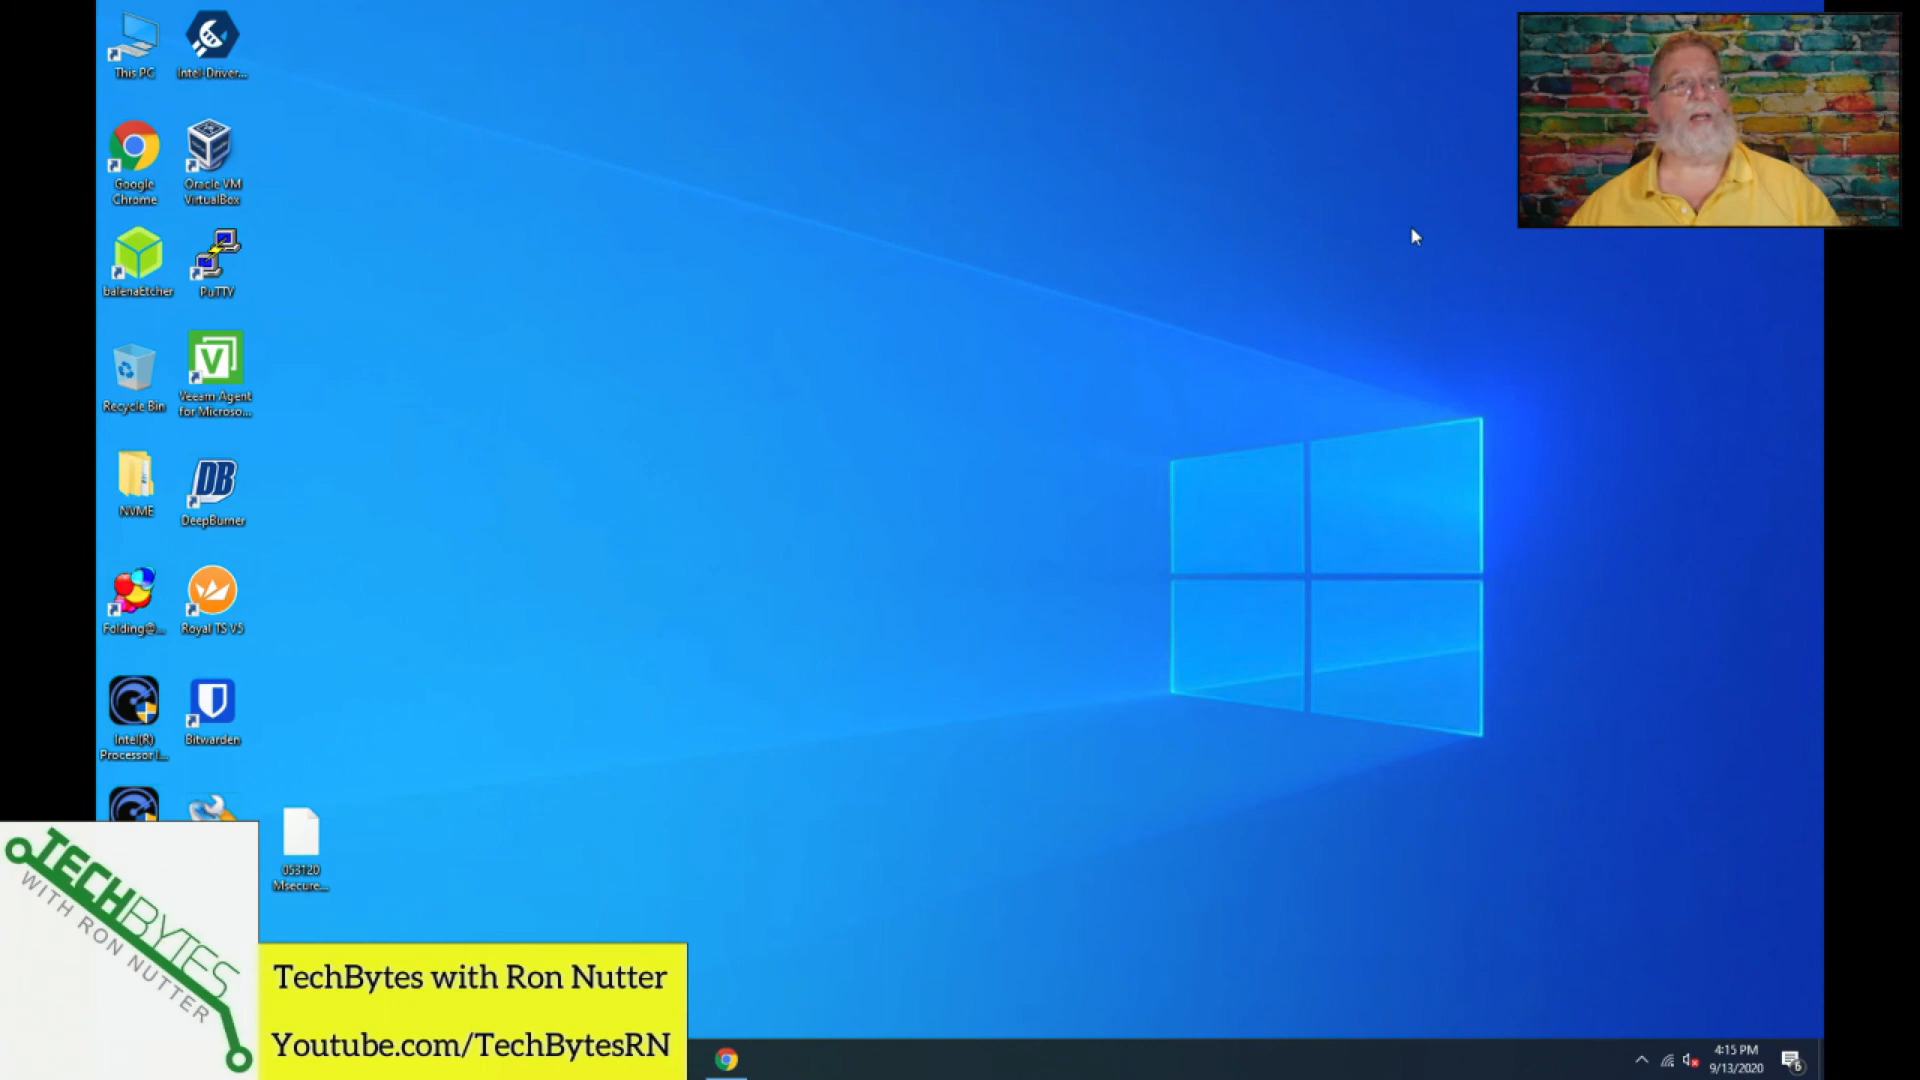 This PC
Intel Driver...
Google
Chrome
Oracle VM
VirtualBox
balenaEtcher
PuTTY
Recycle Bin
Veeam Agent
for Microso...
NVME
DB
DeepBurner
Folding@...
Royal TS V5
Intel(R)
Processor I...
Bitwarden
053120
Msecure...
TECHBYTES
WITH RON NUTTER
TechBytes with Ron Nutter
Youtube.com/TechBytesRN
4:15 PM
9/13/2020
6